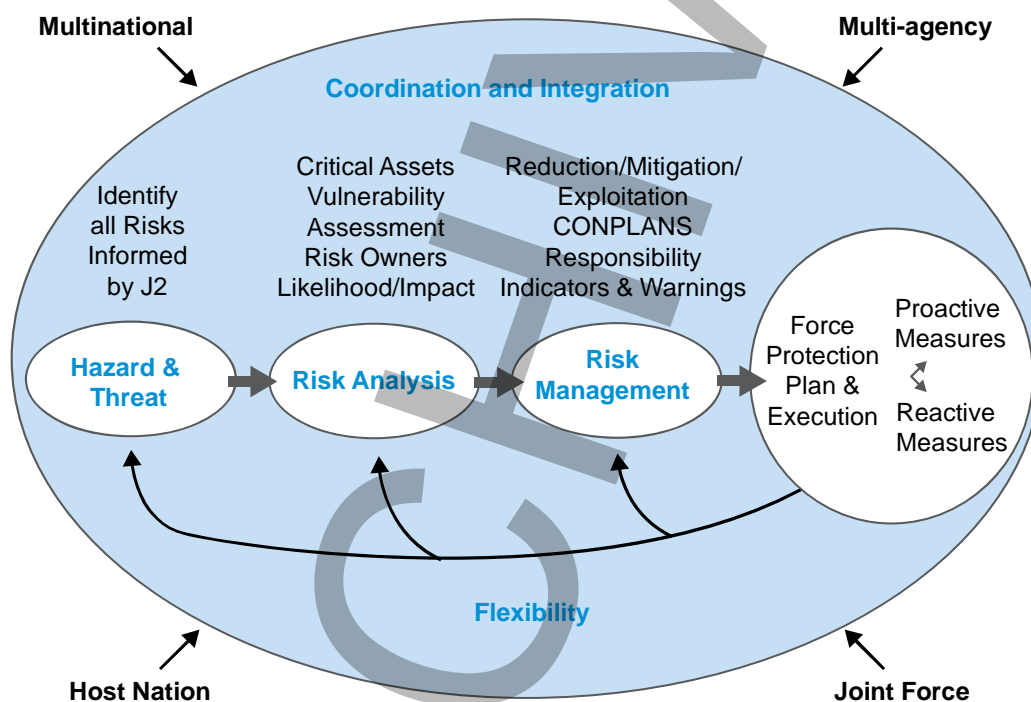 Multinational
Multi-agency
Coordination and Integration
Identify
all Risks
Informed
by J2
Critical Assets
Vulnerability
Assessment
Risk Owners
Likelihood/Impact
Reduction/Mitigation/
Exploitation
CONPLANS
Responsibility
Indicators & Warnings
Hazard &
Threat
Risk Analysis
Risk
Management
Force
Protection
Plan &
Execution
Proactive
Measures
Reactive
Measures
Flexibility
Host Nation
Joint Force